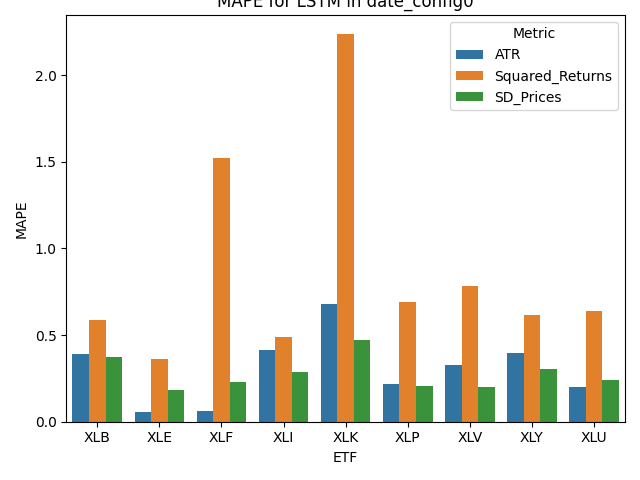 MAPE for LSTM in date_config0
Metric
ATR
Squared_Returns
SD_Prices
2.0
1.5
1.0
0.5
0.0
MAPE
XLB XLE XLF XLI XLK XLP XLV XLY XLU
ETF